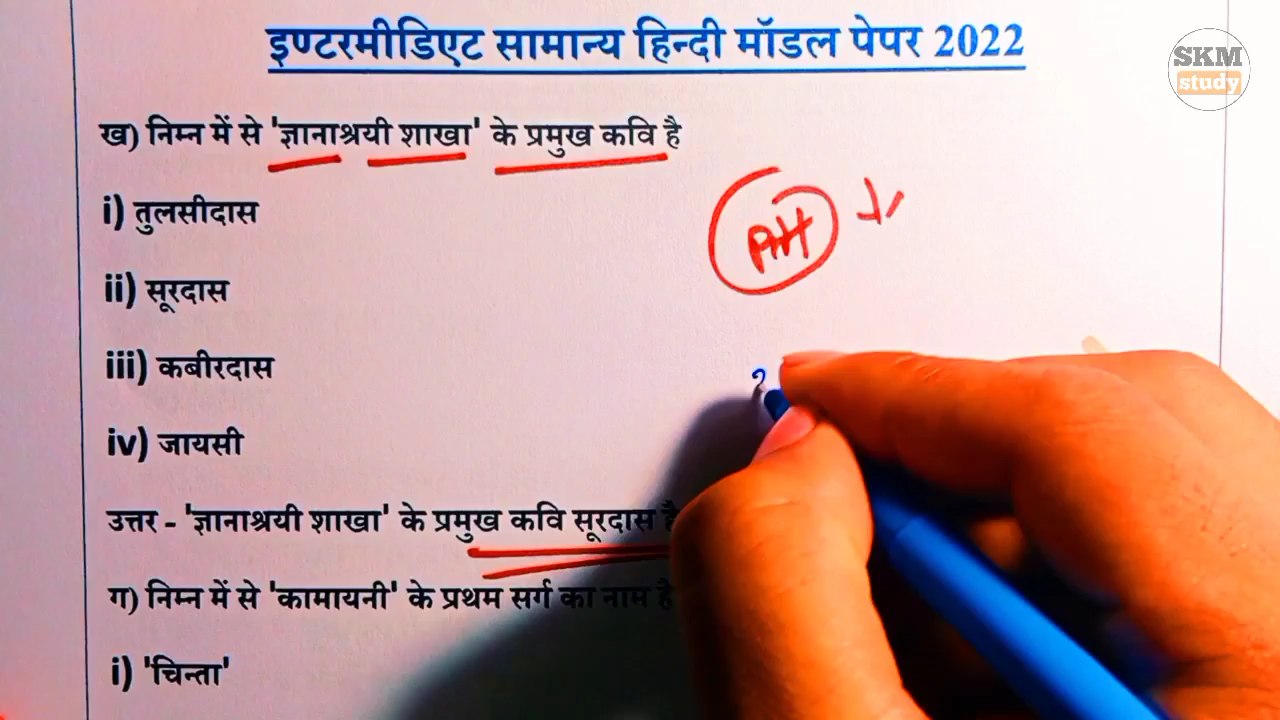 इण्टरमीडिएट सामान्य हिन्दी मॉडल पेपर 2022
SKM
study
ख) निम्न में से 'ज्ञानाश्रयी शाखा' के प्रमुख कवि है
i) तुलसीदास
ii) सूरदास
iii) कबीरदास
iv) जायसी
उत्तर - 'ज्ञानाश्रयी शाखा' के प्रमुख कवि सूरदास है
ग) निम्न में से 'कामायनी' के प्रथम सर्ग का नाम है
i) 'चिन्ता'